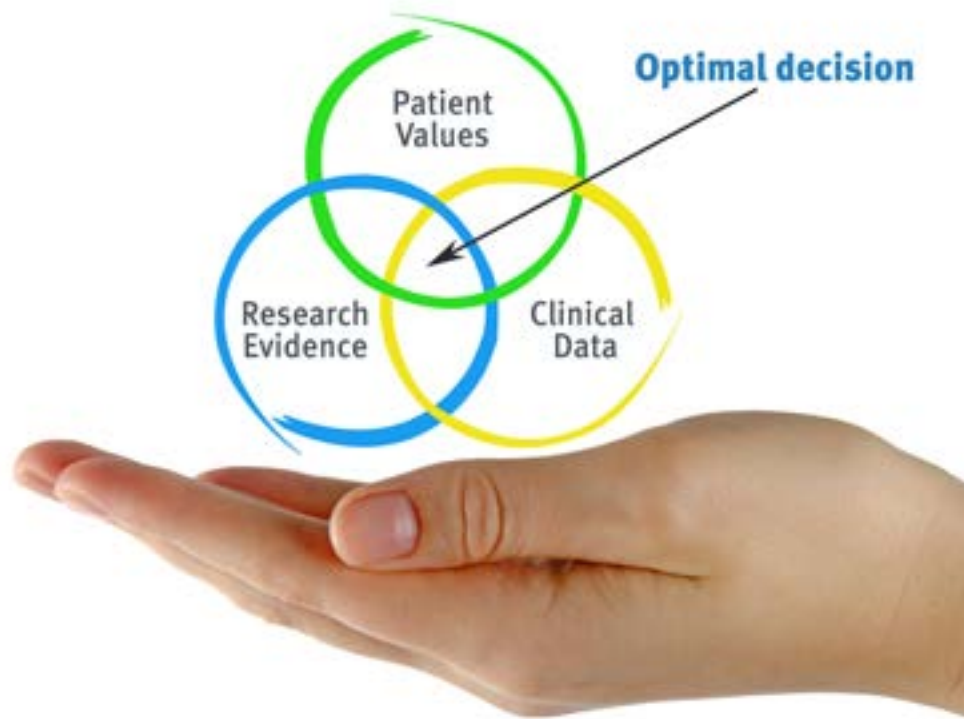 Optimal decision
Patient
Values
Research
Evidence
Clinical
Data